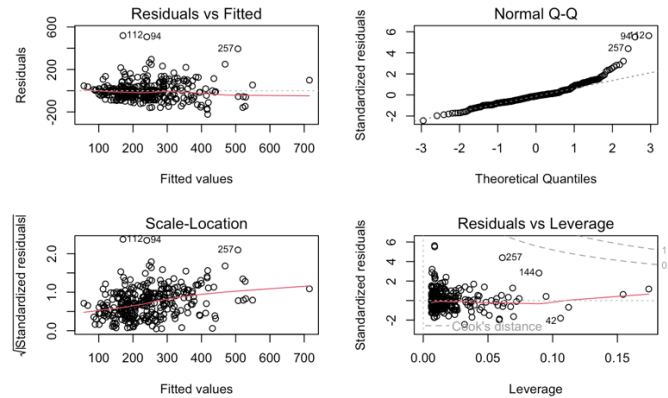 Residuals vs Fitted
Residuals
600
200
-200
112
94
257
100 200 300 400 500 600 700
Fitted values
Normal Q-Q
Standardized residuals
6
4
2
0
-2
257
-3 -2 -1 0 1 2 3
Theoretical Quantiles
Scale-Location
√|Standardized residuals|
2.0
1.0
0.0
112
94
257
100 200 300 400 500 600 700
Fitted values
Residuals vs Leverage
Standardized residuals
6
2
-2
257
144
42
Cook's distance
1
0
0.00 0.05 0.10 0.15
Leverage